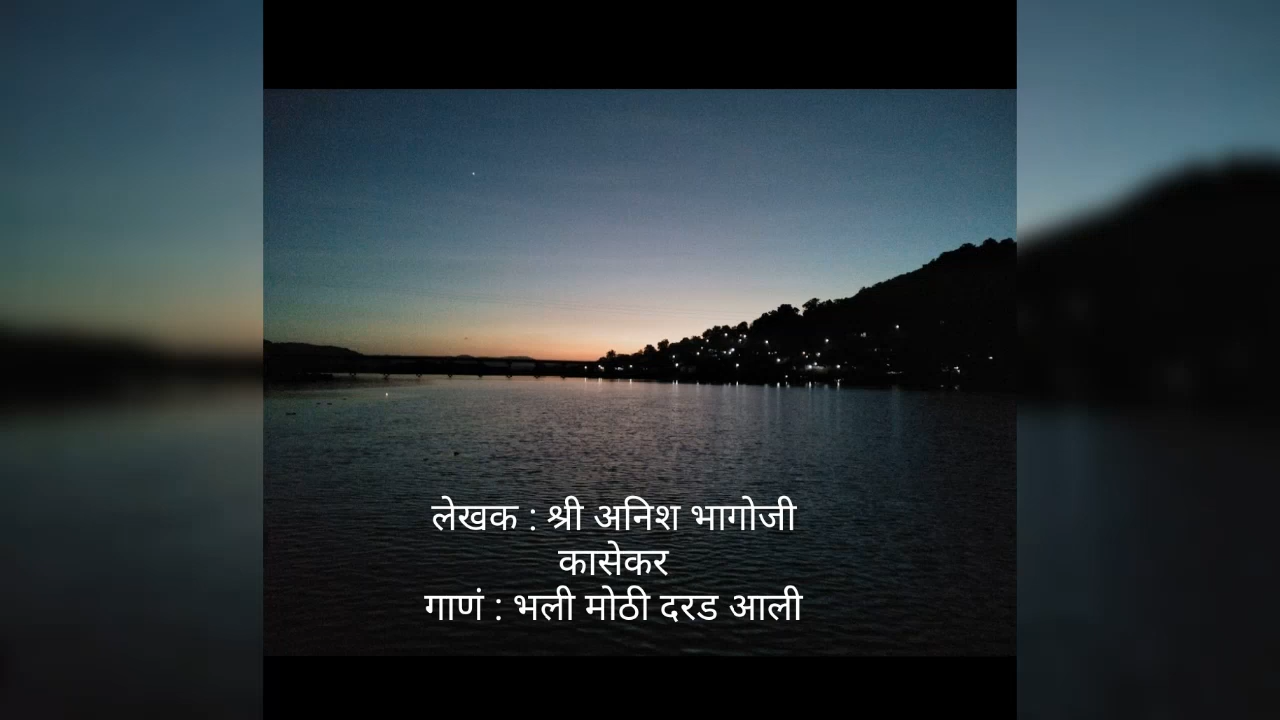 लेखक : श्री अनिश भागोजी
कासेकर
गाणं : भली मोठी दरड आली